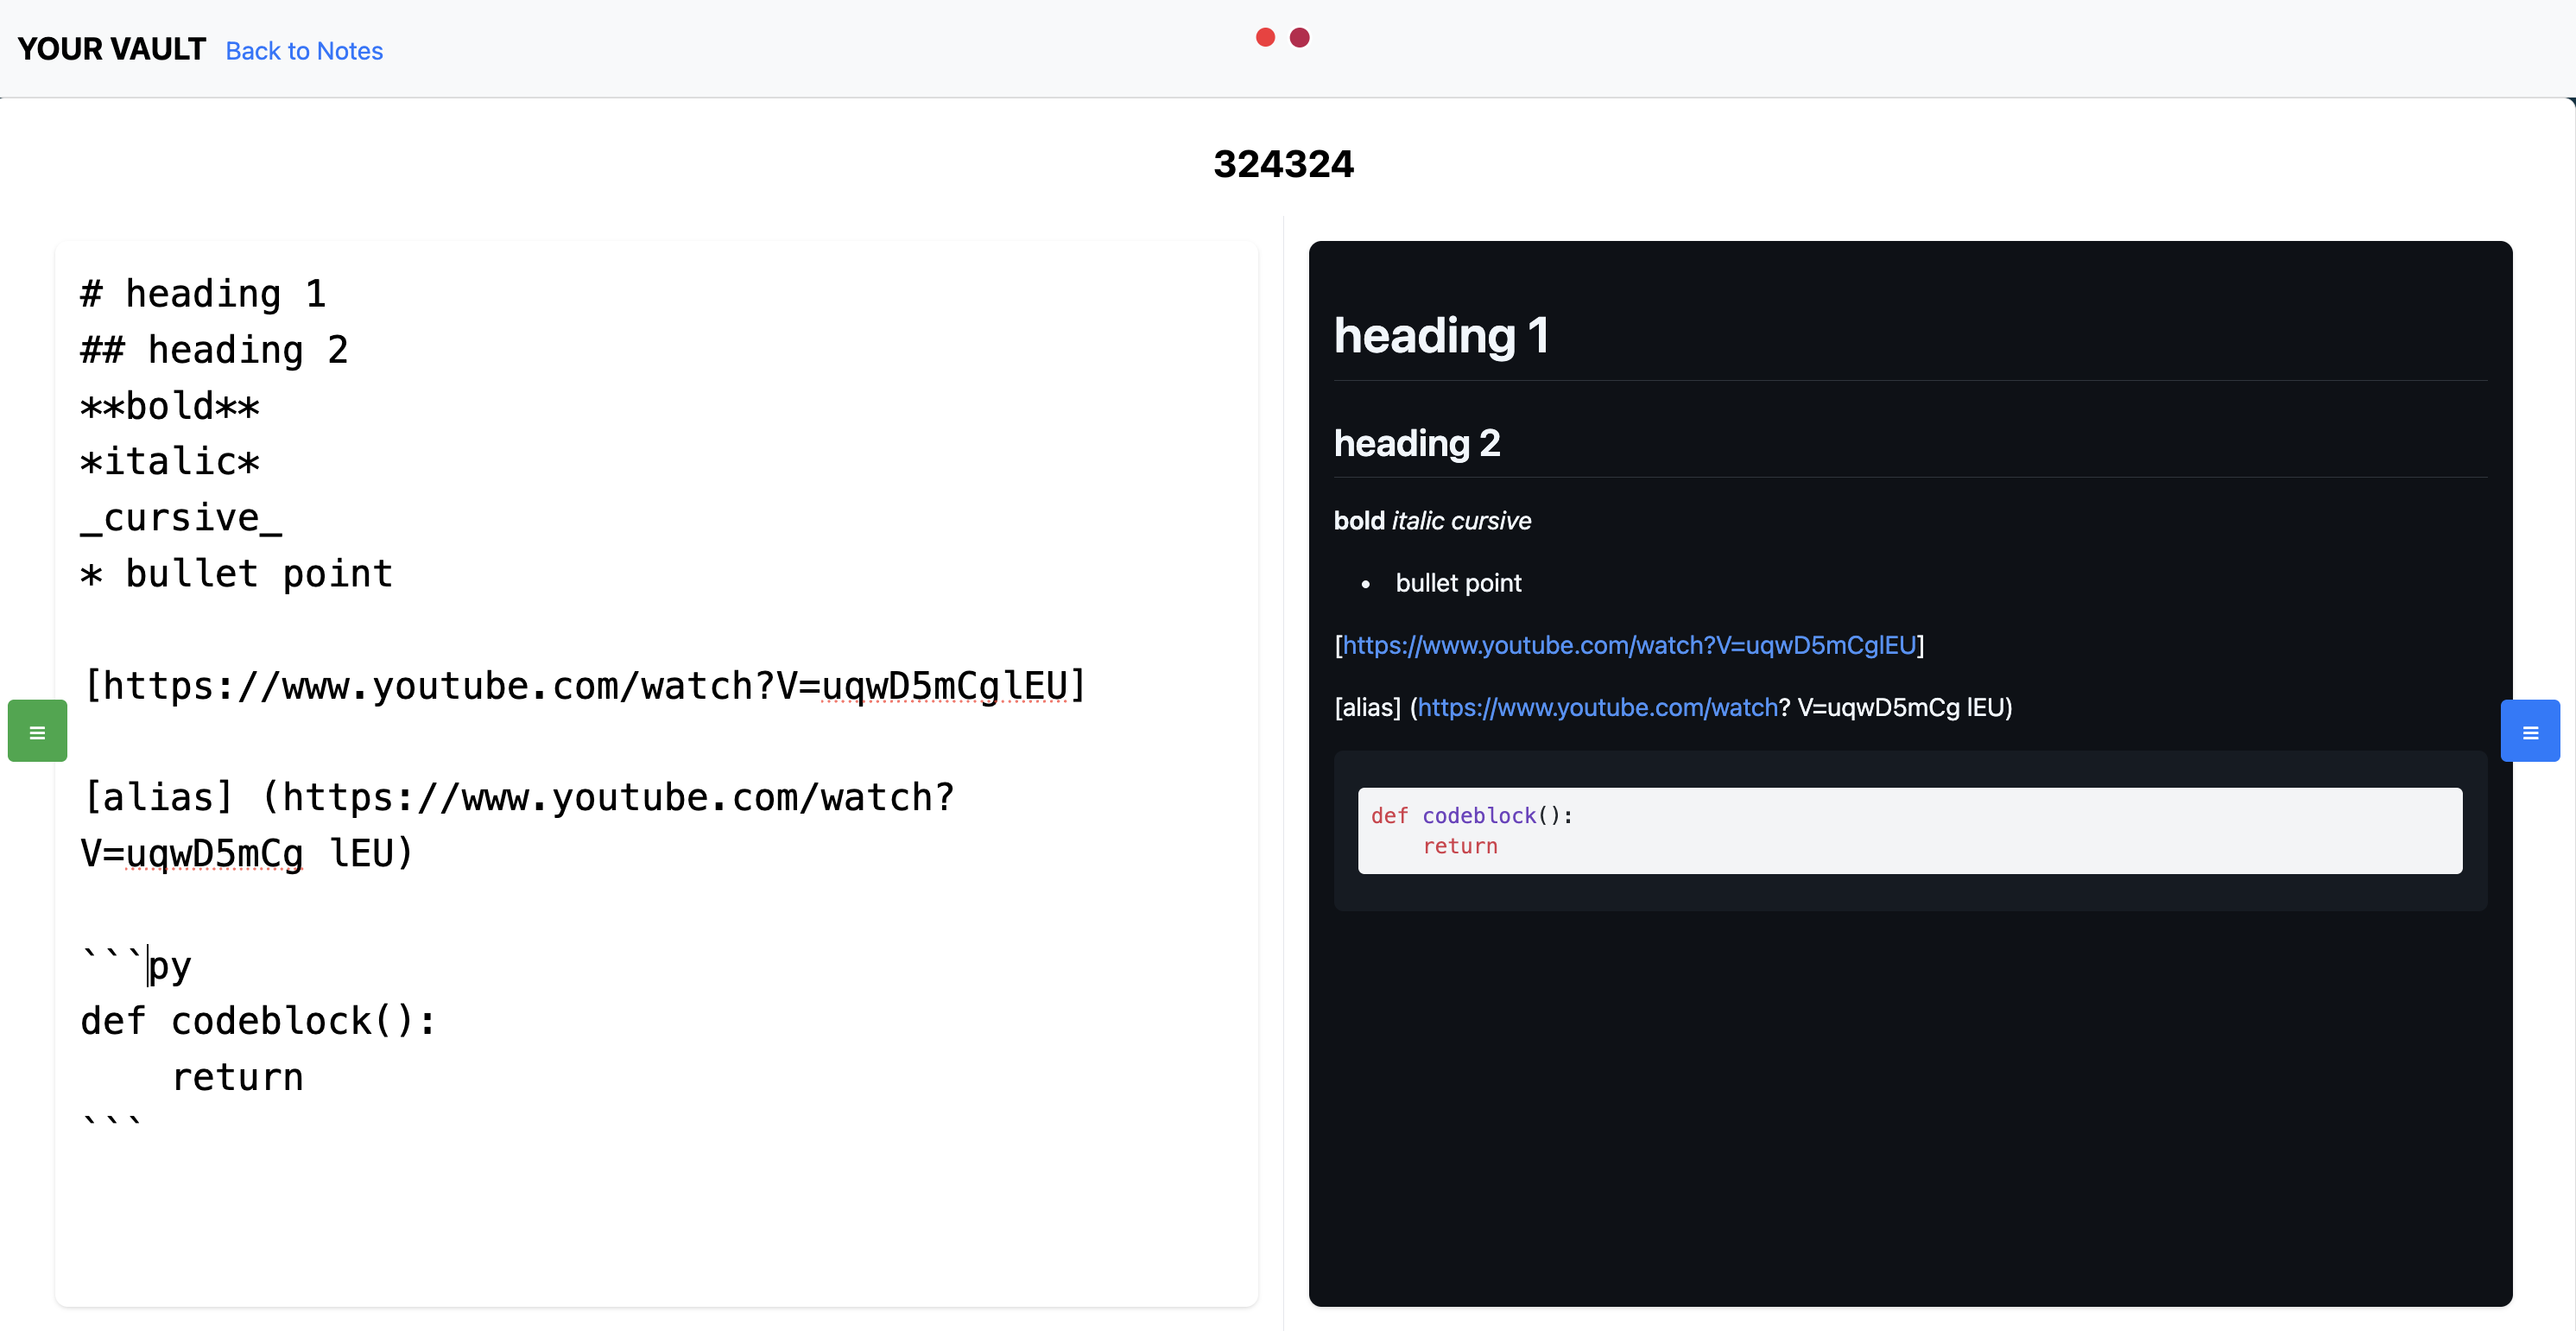 YOUR VAULT Back to Notes
324324
# heading 1
## heading 2
**bold**
*italic*
_cursive_
* bullet point
[https://www.youtube.com/watch?V=uqwD5mCglEU]
[alias] (https://www.youtube.com/watch?
V=uqwD5mCg lEU)
```py
def codeblock():
    return
```
heading 1
heading 2
bold italic cursive
• bullet point
[https://www.youtube.com/watch?V=uqwD5mCglEU]
[alias] (https://www.youtube.com/watch? V=uqwD5mCg lEU)
def codeblock():
    return